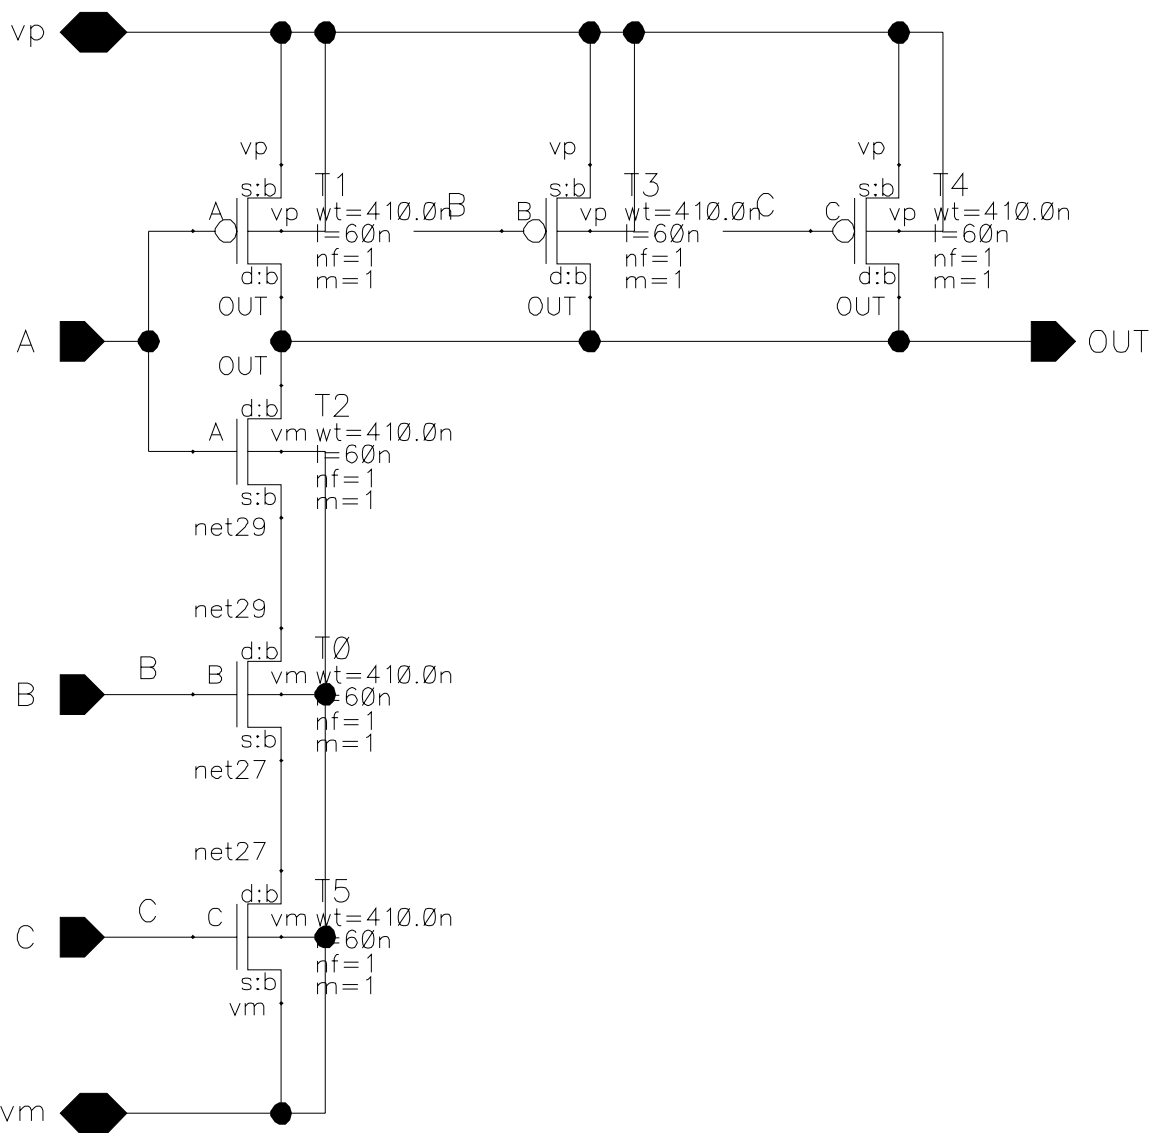 vp
vp
vp
vp
s:b
T1
s:b
T3
s:b
T4
A
vp
wt=410.0n
B
B
vp
wt=410.0n
C
C
vp
wt=410.0n
l=60n
l=60n
l=60n
nf=1
nf=1
nf=1
d:b
m=1
d:b
m=1
d:b
m=1
OUT
OUT
OUT
A
OUT
OUT
d:b
T2
A
vm
wt=410.0n
l=60n
nf=1
s:b
m=1
net29
net29
d:b
T0
B
B
B
vm
wt=410.0n
l=60n
nf=1
s:b
m=1
net27
net27
d:b
T5
C
C
C
vm
wt=410.0n
l=60n
nf=1
s:b
m=1
vm
vm